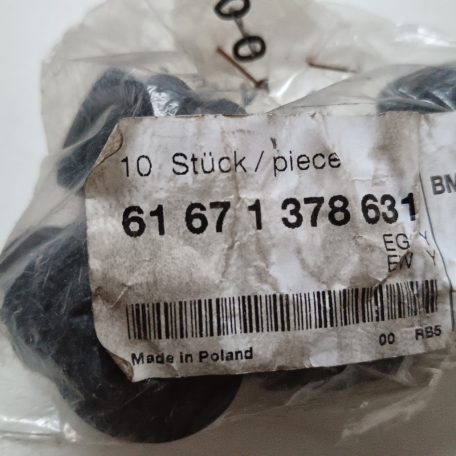 10 Stück / piece
61 67 1 378 631
EG Y
EW Y
00 RB5
Made in Poland